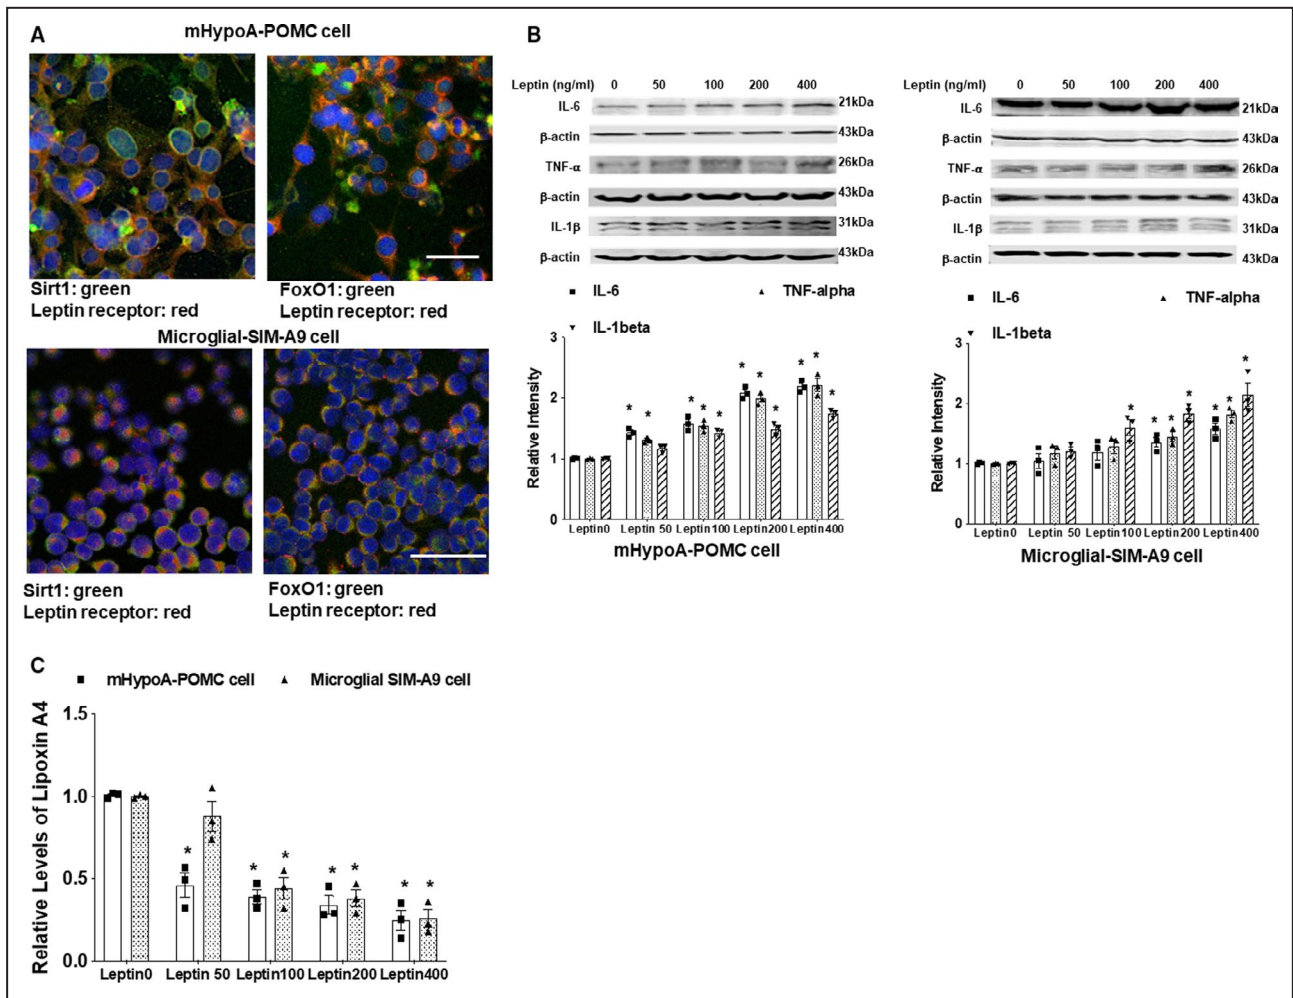 A
mHypoA-POMC cell
Sirt1: green
Leptin receptor: red
FoxO1: green
Leptin receptor: red
Microglial-SIM-A9 cell
Sirt1: green
Leptin receptor: red
FoxO1: green
Leptin receptor: red
B
Leptin (ng/ml) 0 50 100 200 400
IL-6 21kDa
β-actin 43kDa
TNF-α 26kDa
β-actin 43kDa
IL-1β 31kDa
β-actin 43kDa
IL-6 TNF-alpha
IL-1beta
3
2
1
0
Relative Intensity
* * * * * * * * * * *
Leptin0 Leptin 50 Leptin100 Leptin200 Leptin400
mHypoA-POMC cell
Leptin (ng/ml) 0 50 100 200 400
IL-6 21kDa
β-actin 43kDa
TNF-α 26kDa
β-actin 43kDa
IL-1β 31kDa
β-actin 43kDa
IL-6 TNF-alpha
IL-1beta
3
2
1
0
Relative Intensity
* * * * * * *
Leptin0 Leptin 50 Leptin100 Leptin200 Leptin400
Microglial-SIM-A9 cell
C
mHypoA-POMC cell Microglial SIM-A9 cell
1.5
1.0
0.5
0.0
Relative Levels of Lipoxin A4
* * * * * * *
Leptin0 Leptin 50 Leptin100 Leptin200 Leptin400